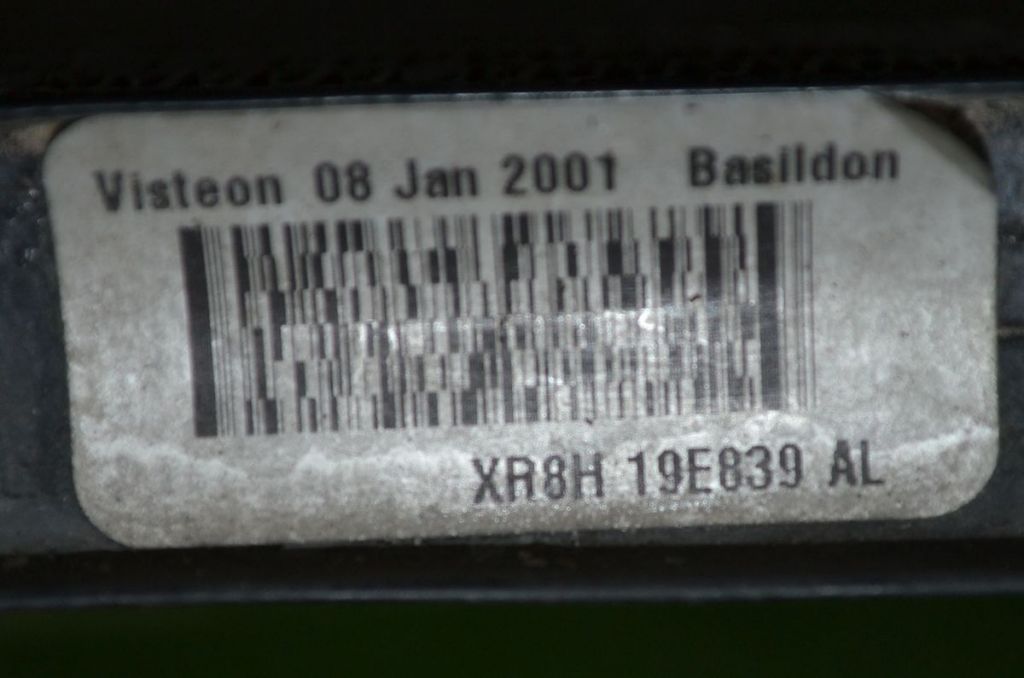 Visteon 08 Jan 2001 Basildon
XR8H 19E839 AL